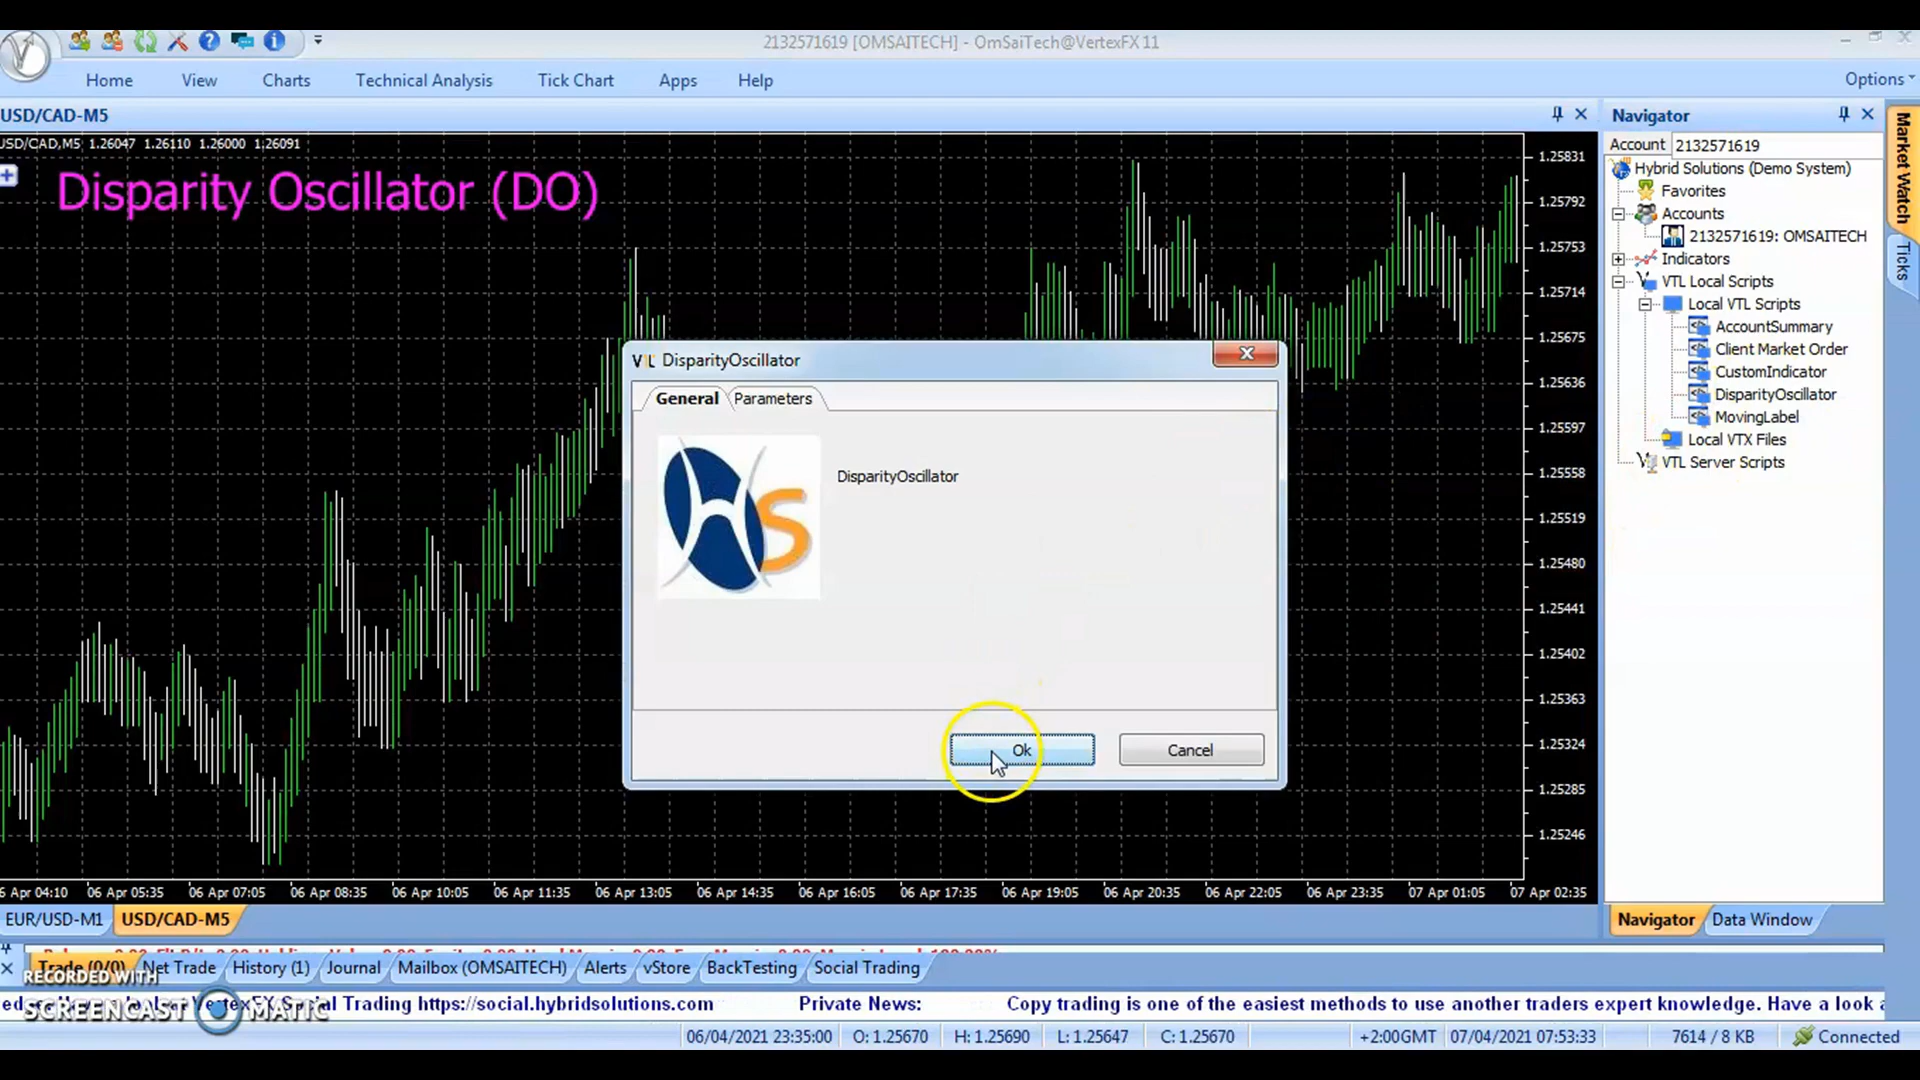 2132571619 [OMSAITECH] - OmSaiTech@VertexFX 11
Home View Charts Technical Analysis Tick Chart Apps Help Options
USD/CAD-M5
USD/CAD,M5 1.26047 1.26110 1.26000 1.26091
Disparity Oscillator (DO)
1.25831
1.25792
1.25753
1.25714
1.25675
1.25636
1.25597
1.25558
1.25519
1.25480
1.25441
1.25402
1.25363
1.25324
1.25285
1.25246
VTL DisparityOscillator
General Parameters
HS
DisparityOscillator
Ok Cancel
6 Apr 04:10 06 Apr 05:35 06 Apr 07:05 06 Apr 08:35 06 Apr 10:05 06 Apr 11:35 06 Apr 13:05 06 Apr 14:35 06 Apr 16:05 06 Apr 17:35 06 Apr 19:05 06 Apr 20:35 06 Apr 22:05 06 Apr 23:35 07 Apr 01:05 07 Apr 02:35
EUR/USD-M1 USD/CAD-M5
Navigator
Account 2132571619
Hybrid Solutions (Demo System)
Favorites
Accounts
2132571619: OMSAITECH
Indicators
VTL Local Scripts
Local VTL Scripts
AccountSummary
Client Market Order
CustomIndicator
DisparityOscillator
MovingLabel
Local VTX Files
VTL Server Scripts
Navigator Data Window
Market Watch
Ticks
Trade (0/0) Net Trade History (1) Journal Mailbox (OMSAITECH) Alerts vStore BackTesting Social Trading
RECORDED WITH
SCREENCAST MATIC
VertexFX Social Trading https://social.hybridsolutions.com Private News: Copy trading is one of the easiest methods to use another traders expert knowledge. Have a look a
06/04/2021 23:35:00 O: 1.25670 H: 1.25690 L: 1.25647 C: 1.25670 +2:00GMT 07/04/2021 07:53:33 7614 / 8 KB Connected